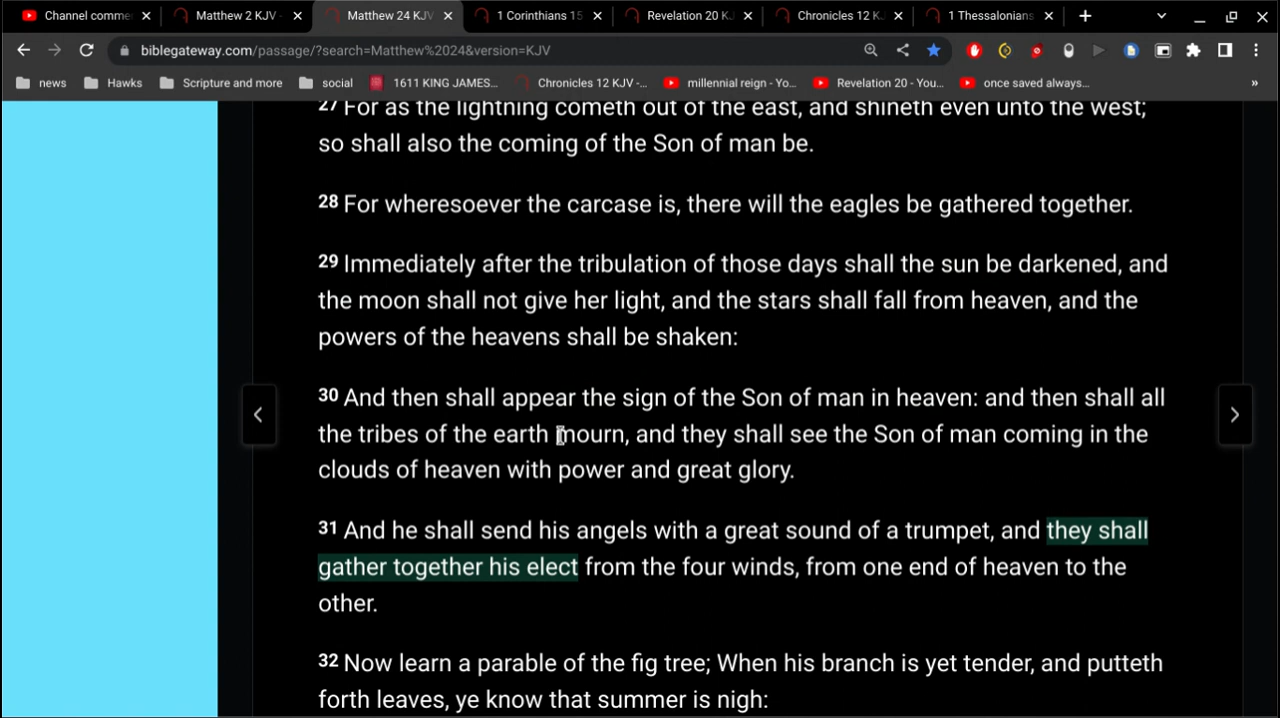 Channel comme
Matthew 2 KJV -
Matthew 24 KJV
1 Corinthians 15
Revelation 20 KJ
Chronicles 12 KJ
1 Thessalonians
biblegateway.com/passage/?search=Matthew%2024&version=KJV
news
Hawks
Scripture and more
social
1611 KING JAMES...
Chronicles 12 KJV -...
millennial reign - Yo...
Revelation 20 - You...
once saved always...
»
27 For as the lightning cometh out of the east, and shineth even unto the west;
so shall also the coming of the Son of man be.
28 For wheresoever the carcase is, there will the eagles be gathered together.
29 Immediately after the tribulation of those days shall the sun be darkened, and
the moon shall not give her light, and the stars shall fall from heaven, and the
powers of the heavens shall be shaken:
30 And then shall appear the sign of the Son of man in heaven: and then shall all
the tribes of the earth mourn, and they shall see the Son of man coming in the
clouds of heaven with power and great glory.
31 And he shall send his angels with a great sound of a trumpet, and they shall
gather together his elect from the four winds, from one end of heaven to the
other.
32 Now learn a parable of the fig tree; When his branch is yet tender, and putteth
forth leaves, ye know that summer is nigh: